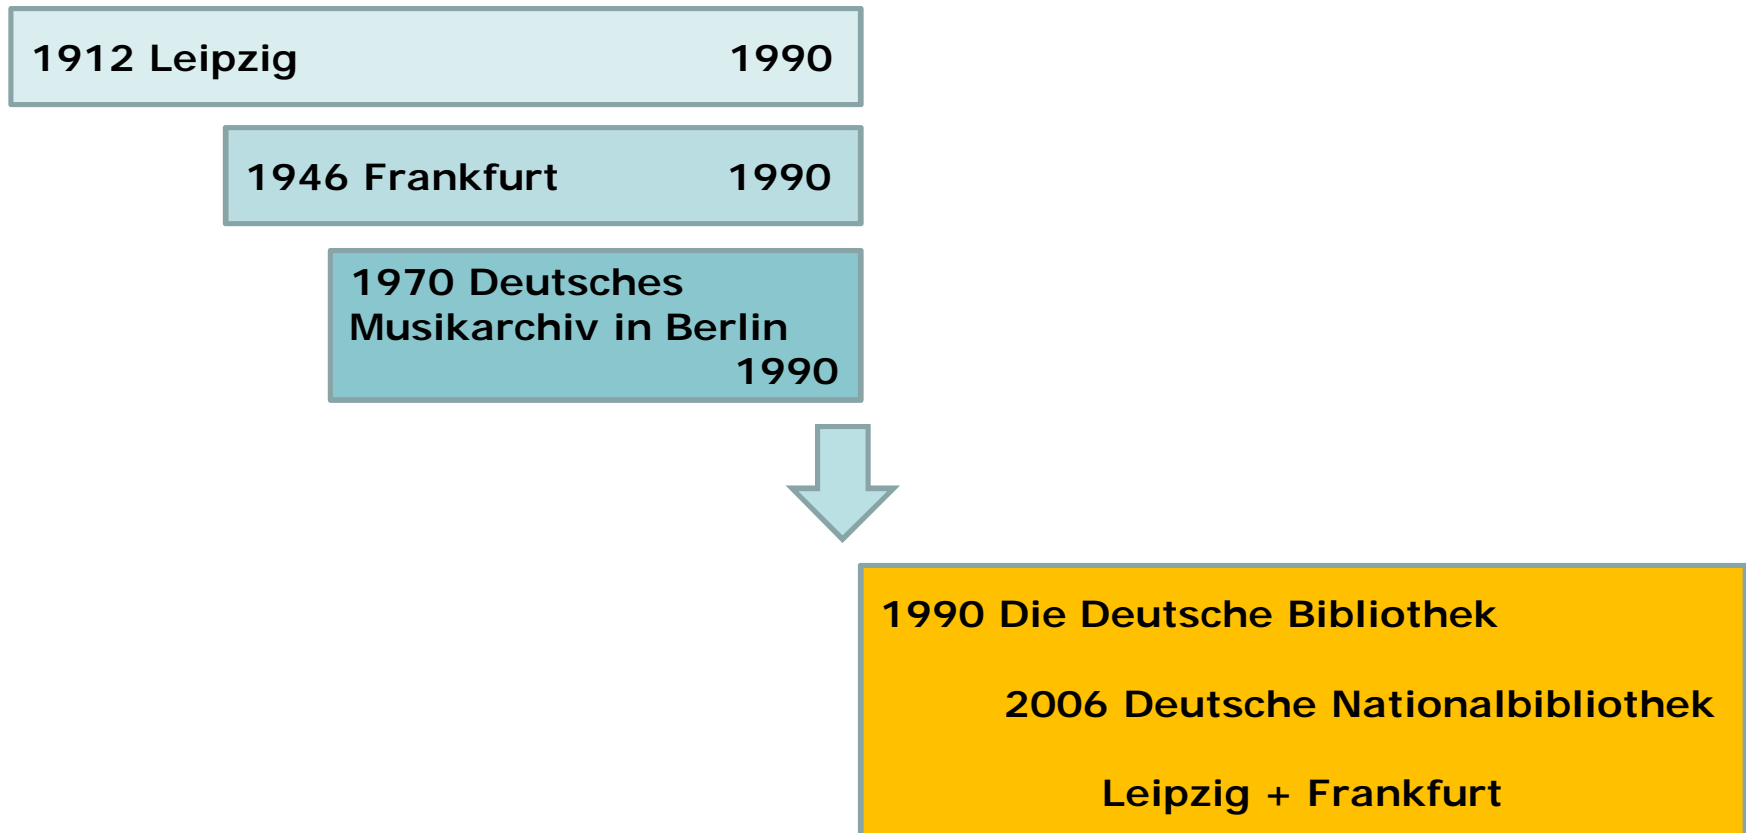 1912 Leipzig 1990
1946 Frankfurt 1990
1970 Deutsches
Musikarchiv in Berlin
1990
1990 Die Deutsche Bibliothek
2006 Deutsche Nationalbibliothek
Leipzig + Frankfurt